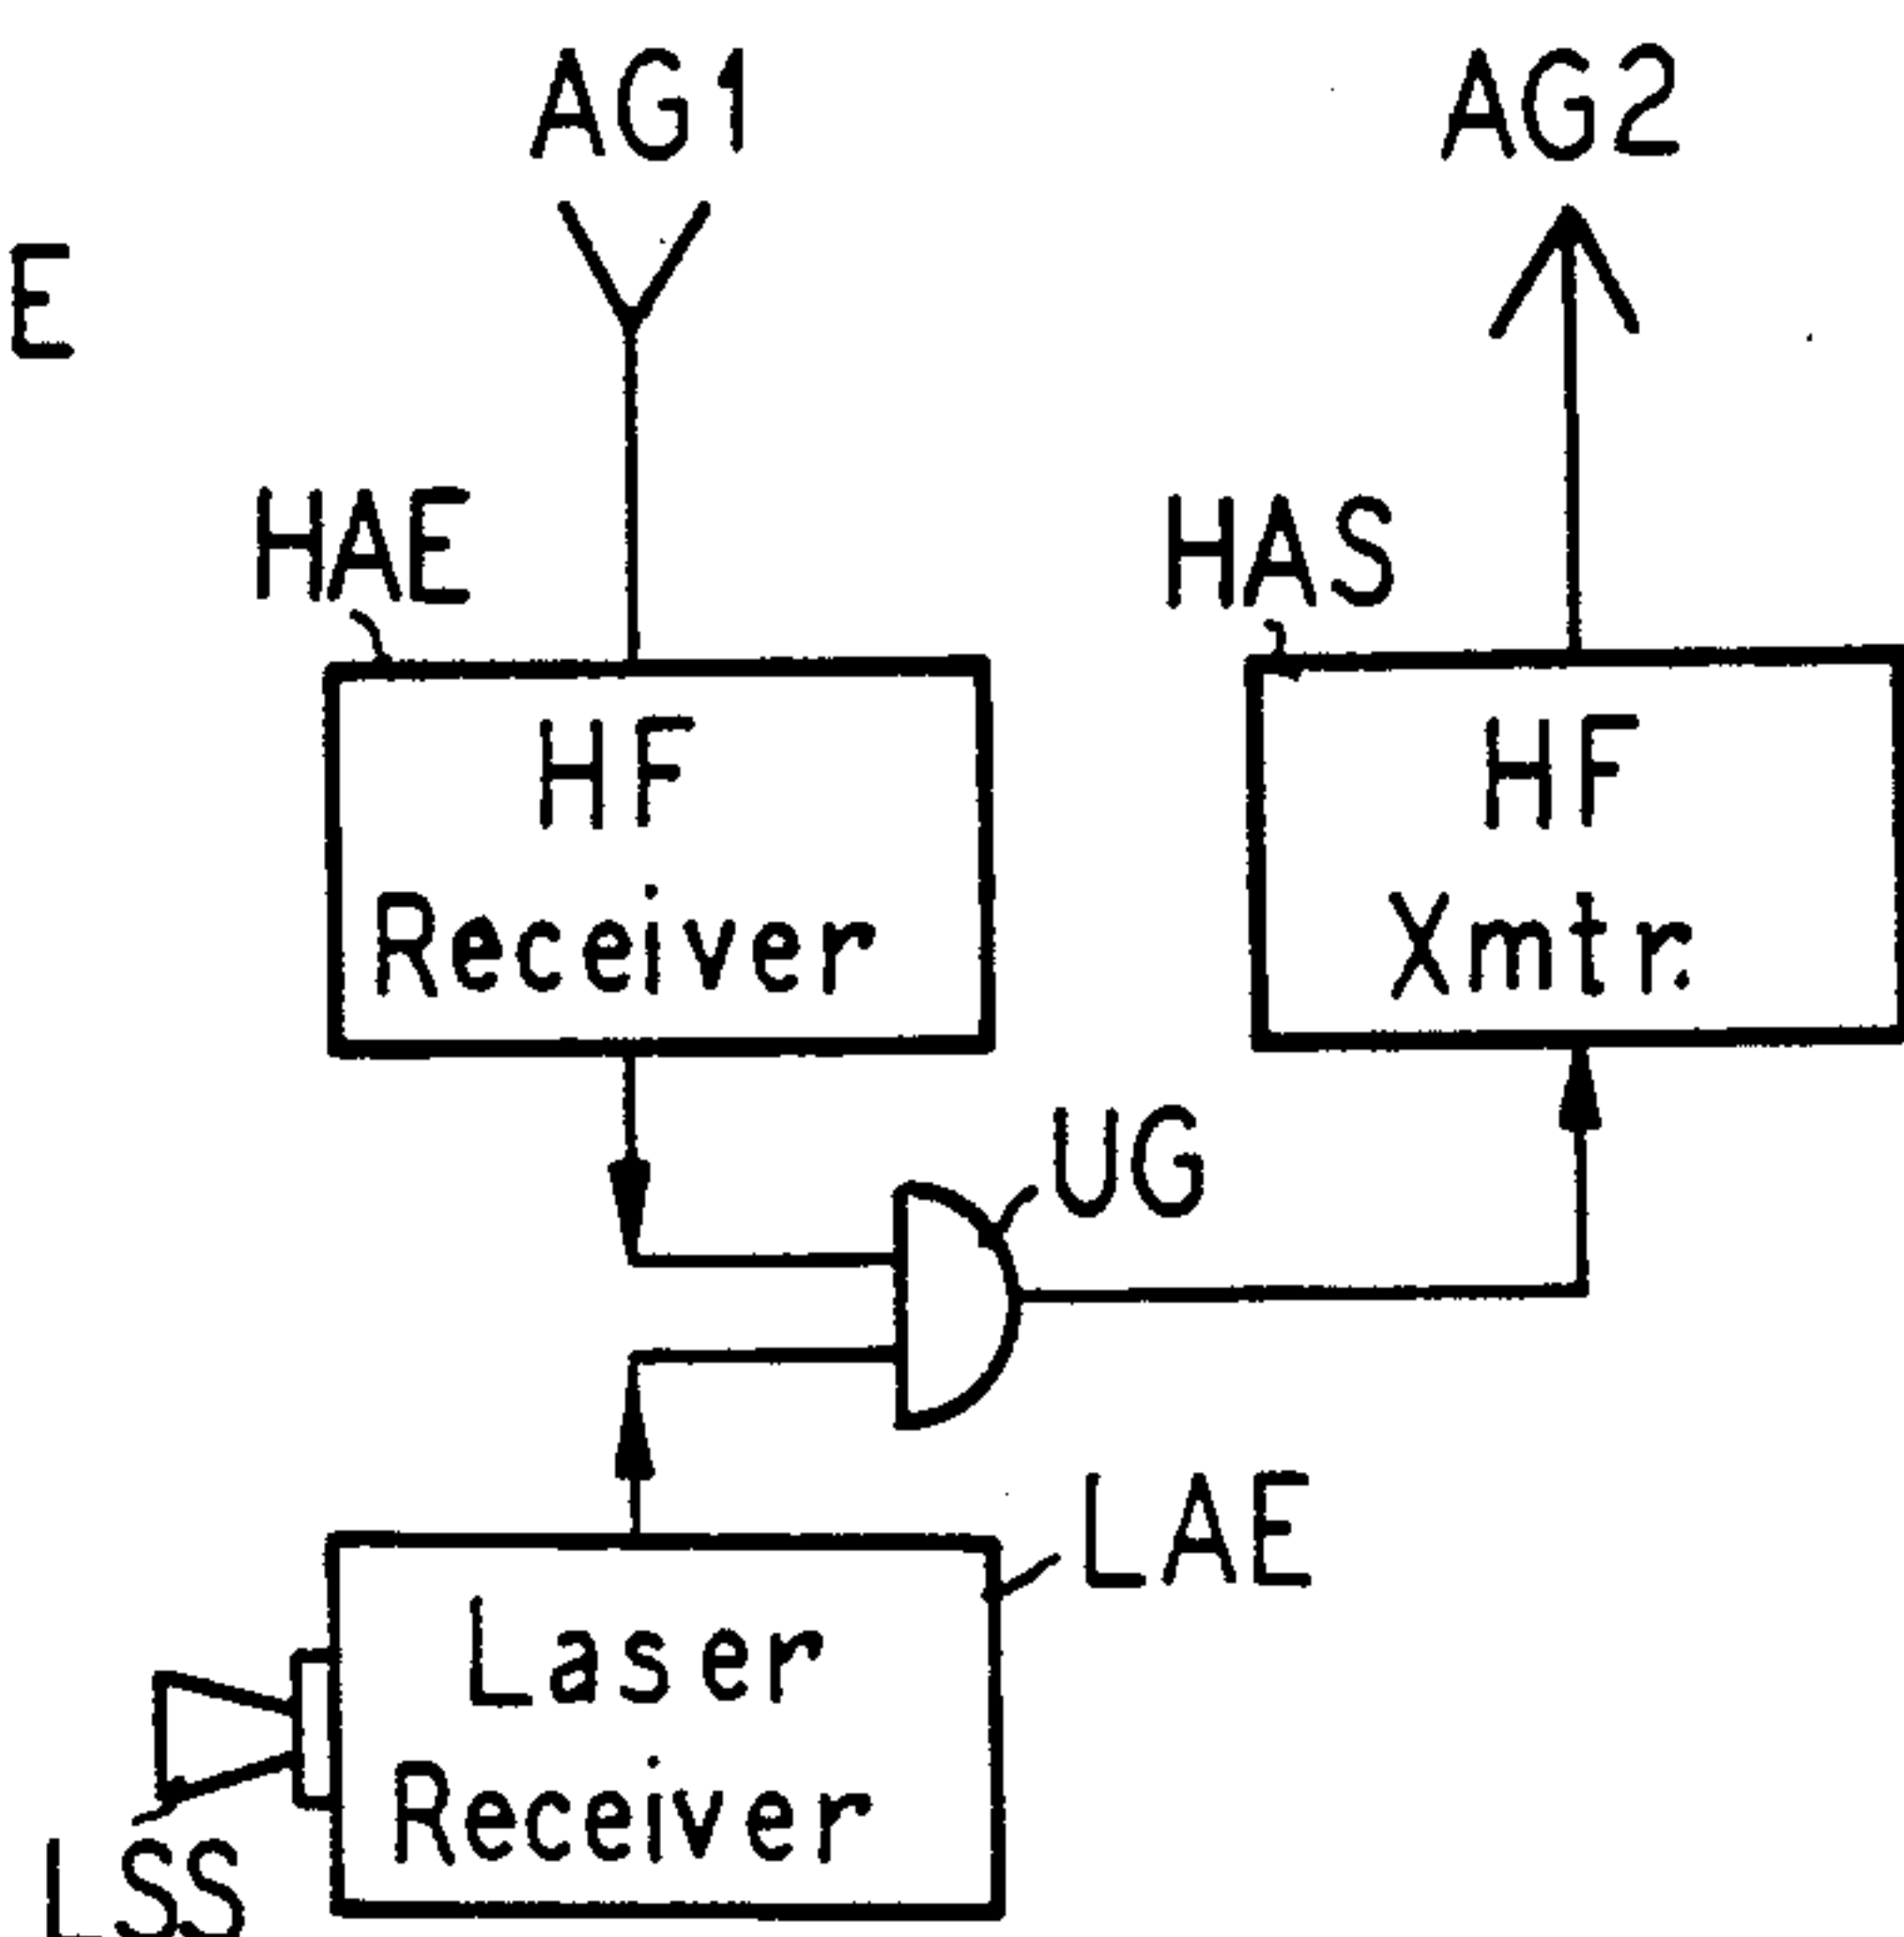 AG1
AG2
E
HAE
HAS
HF
Receiver
HF
Xmtr.
UG
LAE
Laser
Receiver
LSS